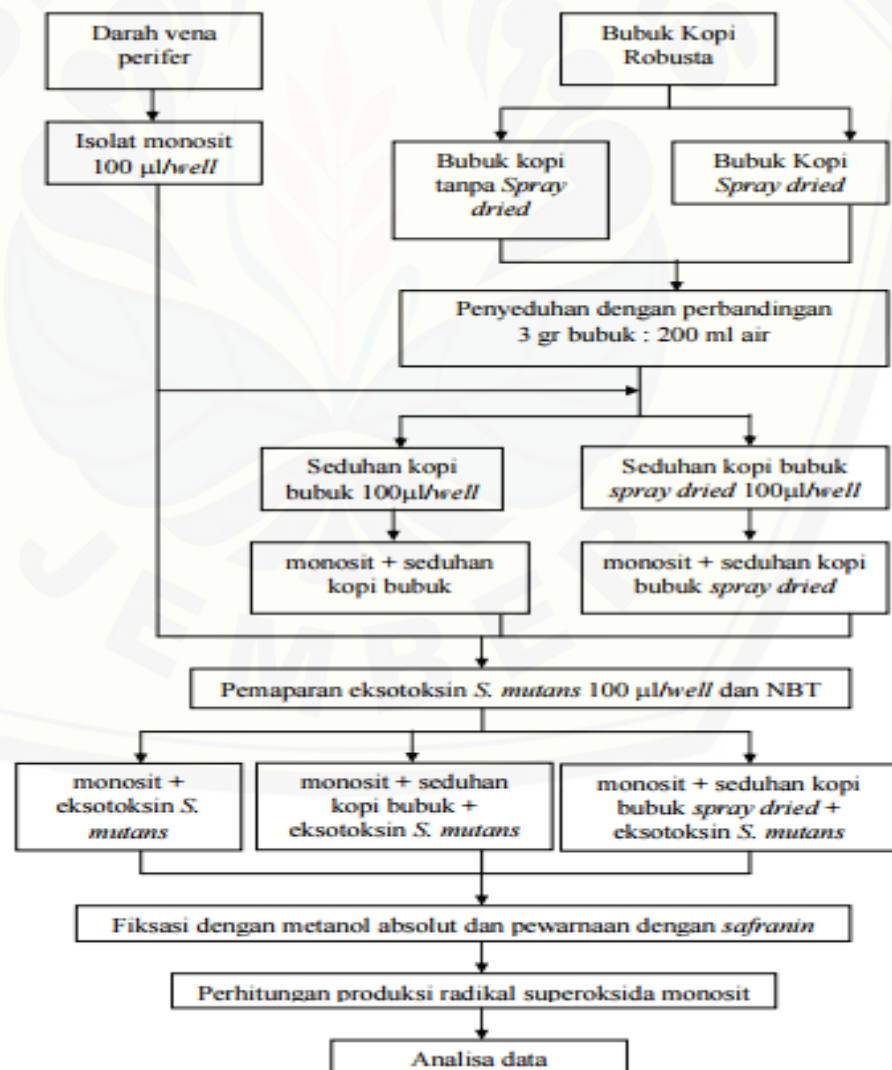 Darah vena
perifer
Bubuk Kopi
Robusta
Isolat monosit
100 µl/well
Bubuk kopi
tanpa Spray
dried
Bubuk Kopi
Spray dried
Penyeduhan dengan perbandingan
3 gr bubuk : 200 ml air
Seduhan kopi
bubuk 100µl/well
Seduhan kopi bubuk
spray dried 100µl/well
monosit + seduhan
kopi bubuk
monosit + seduhan kopi
bubuk spray dried
Pemaparan eksotoksin S. mutans 100 µl/well dan NBT
monosit +
eksotoksin S.
mutans
monosit + seduhan
kopi bubuk +
eksotoksin S. mutans
monosit + seduhan kopi
bubuk spray dried +
eksotoksin S. mutans
Fiksasi dengan metanol absolut dan pewarnaan dengan safranin
Perhitungan produksi radikal superoksida monosit
Analisa data
JEMBER